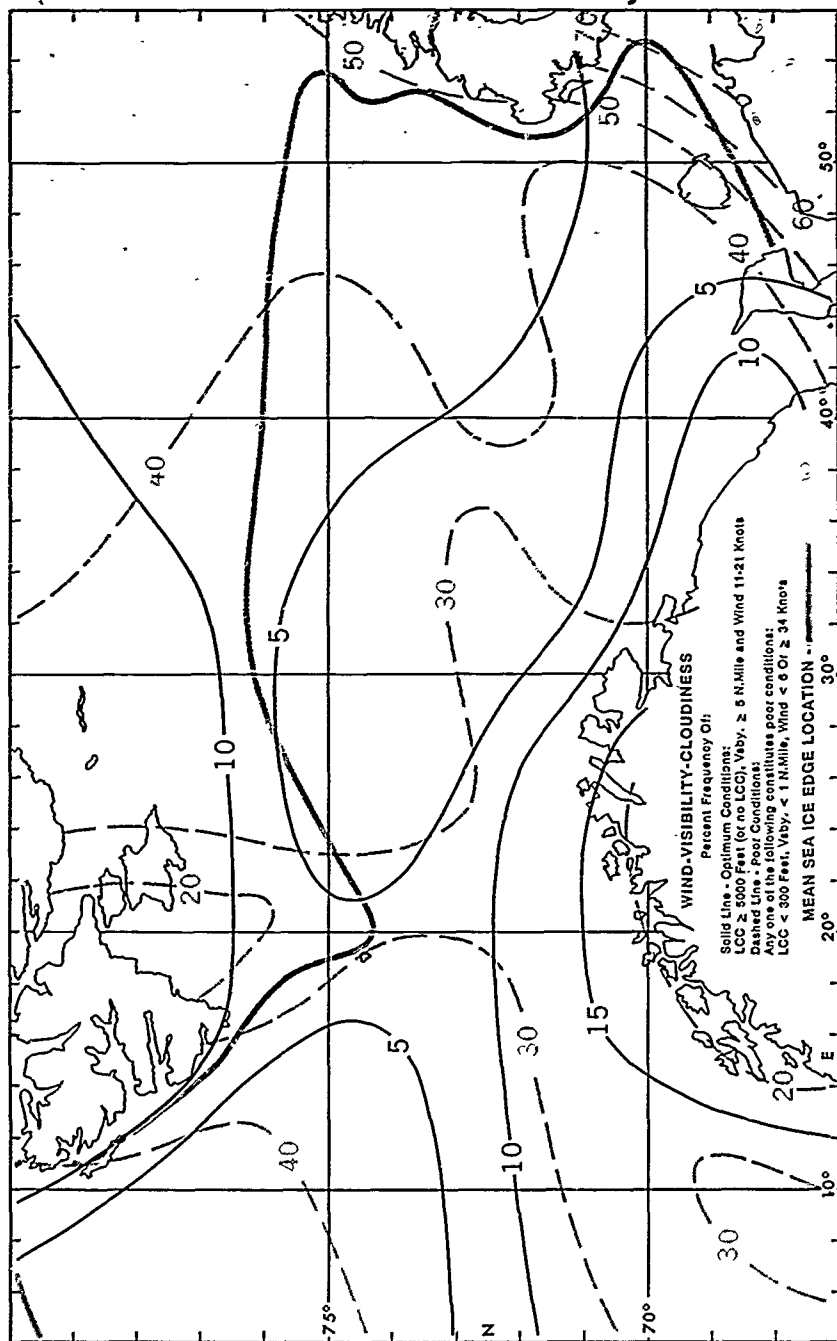 WIND-VISIBILITY-CLOUDINESS
Percent Frequency Of:
Solid Line - Optimum Conditions:
LCC ≥ 5000 Feet (or no LCC), Vsby. ≥ 5 N.Mile and Wind 11-21 Knots
Dashed Line - Poor Conditions:
Any one of the following constitutes poor conditions:
LCC < 300 Feet, Vsby. < 1 N.Mile, Wind < 6 Or ≥ 34 Knots
MEAN SEA ICE EDGE LOCATION -
10°
E
20°
30°
40°
50°
N
75°
70°
40
5
10
30
30
15
20
20
10
5
30
40
40
5
10
50
50
60
70